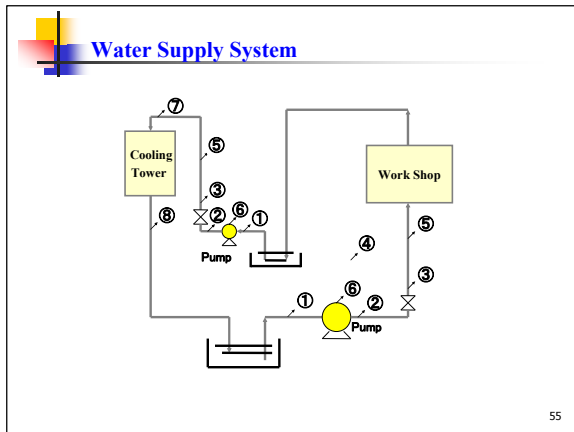 Water Supply System
⑦
Cooling
Tower
⑤
③
⑧
②
⑥
①
Pump
Work Shop
④
⑤
③
①
⑥
②
Pump
55